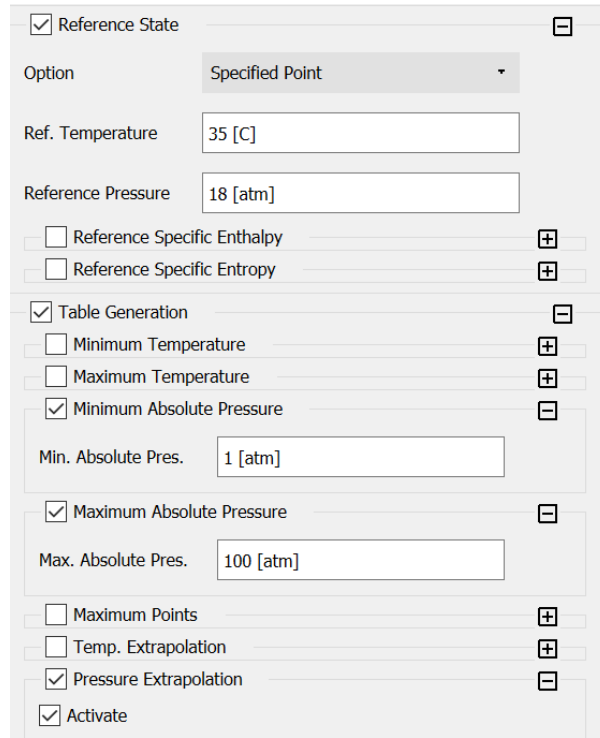 Reference State
Option Specified Point
Ref. Temperature 35 [C]
Reference Pressure 18 [atm]
Reference Specific Enthalpy
Reference Specific Entropy
Table Generation
Minimum Temperature
Maximum Temperature
Minimum Absolute Pressure
Min. Absolute Pres. 1 [atm]
Maximum Absolute Pressure
Max. Absolute Pres. 100 [atm]
Maximum Points
Temp. Extrapolation
Pressure Extrapolation
Activate